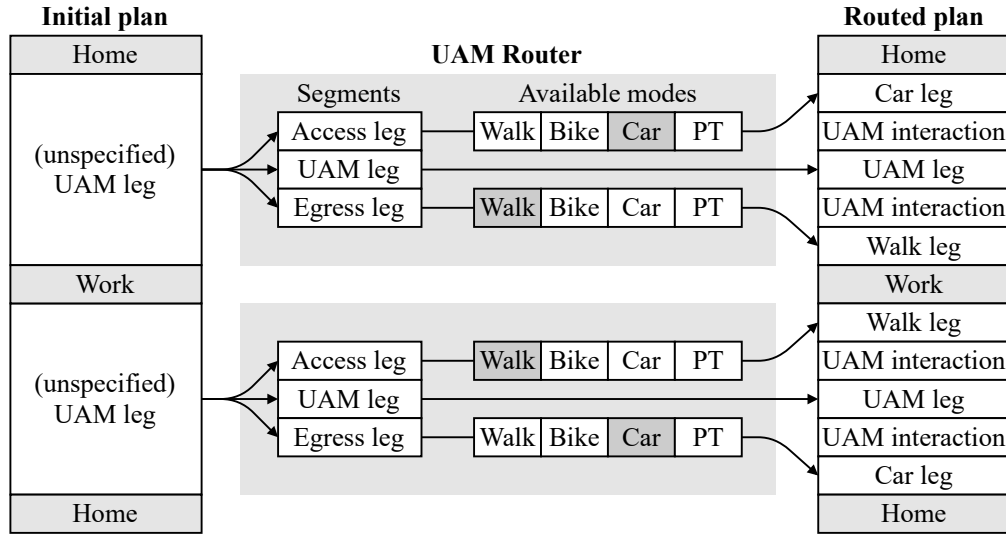 Initial plan
Home
(unspecified)
UAM leg
Work
(unspecified)
UAM leg
Home
UAM Router
Segments
Available modes
Access leg
Walk Bike Car PT
UAM leg
Egress leg
Walk Bike Car PT
Access leg
Walk Bike Car PT
UAM leg
Egress leg
Walk Bike Car PT
Routed plan
Home
Car leg
UAM interaction
UAM leg
UAM interaction
Walk leg
Work
Walk leg
UAM interaction
UAM leg
UAM interaction
Car leg
Home